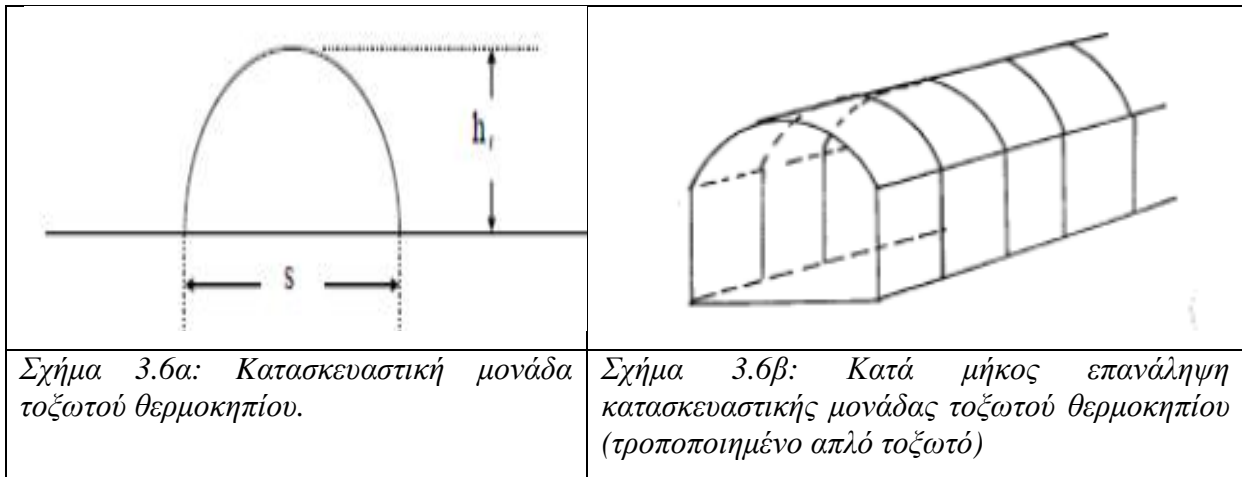 h,
s
Σχήμα 3.6α: Κατασκευαστική μονάδα
τοξωτού θερμοκηπίου.
Σχήμα 3.6β: Κατά μήκος επανάληψη
κατασκευαστικής μονάδας τοξωτού θερμοκηπίου
(τροποποιημένο απλό τοξωτό)